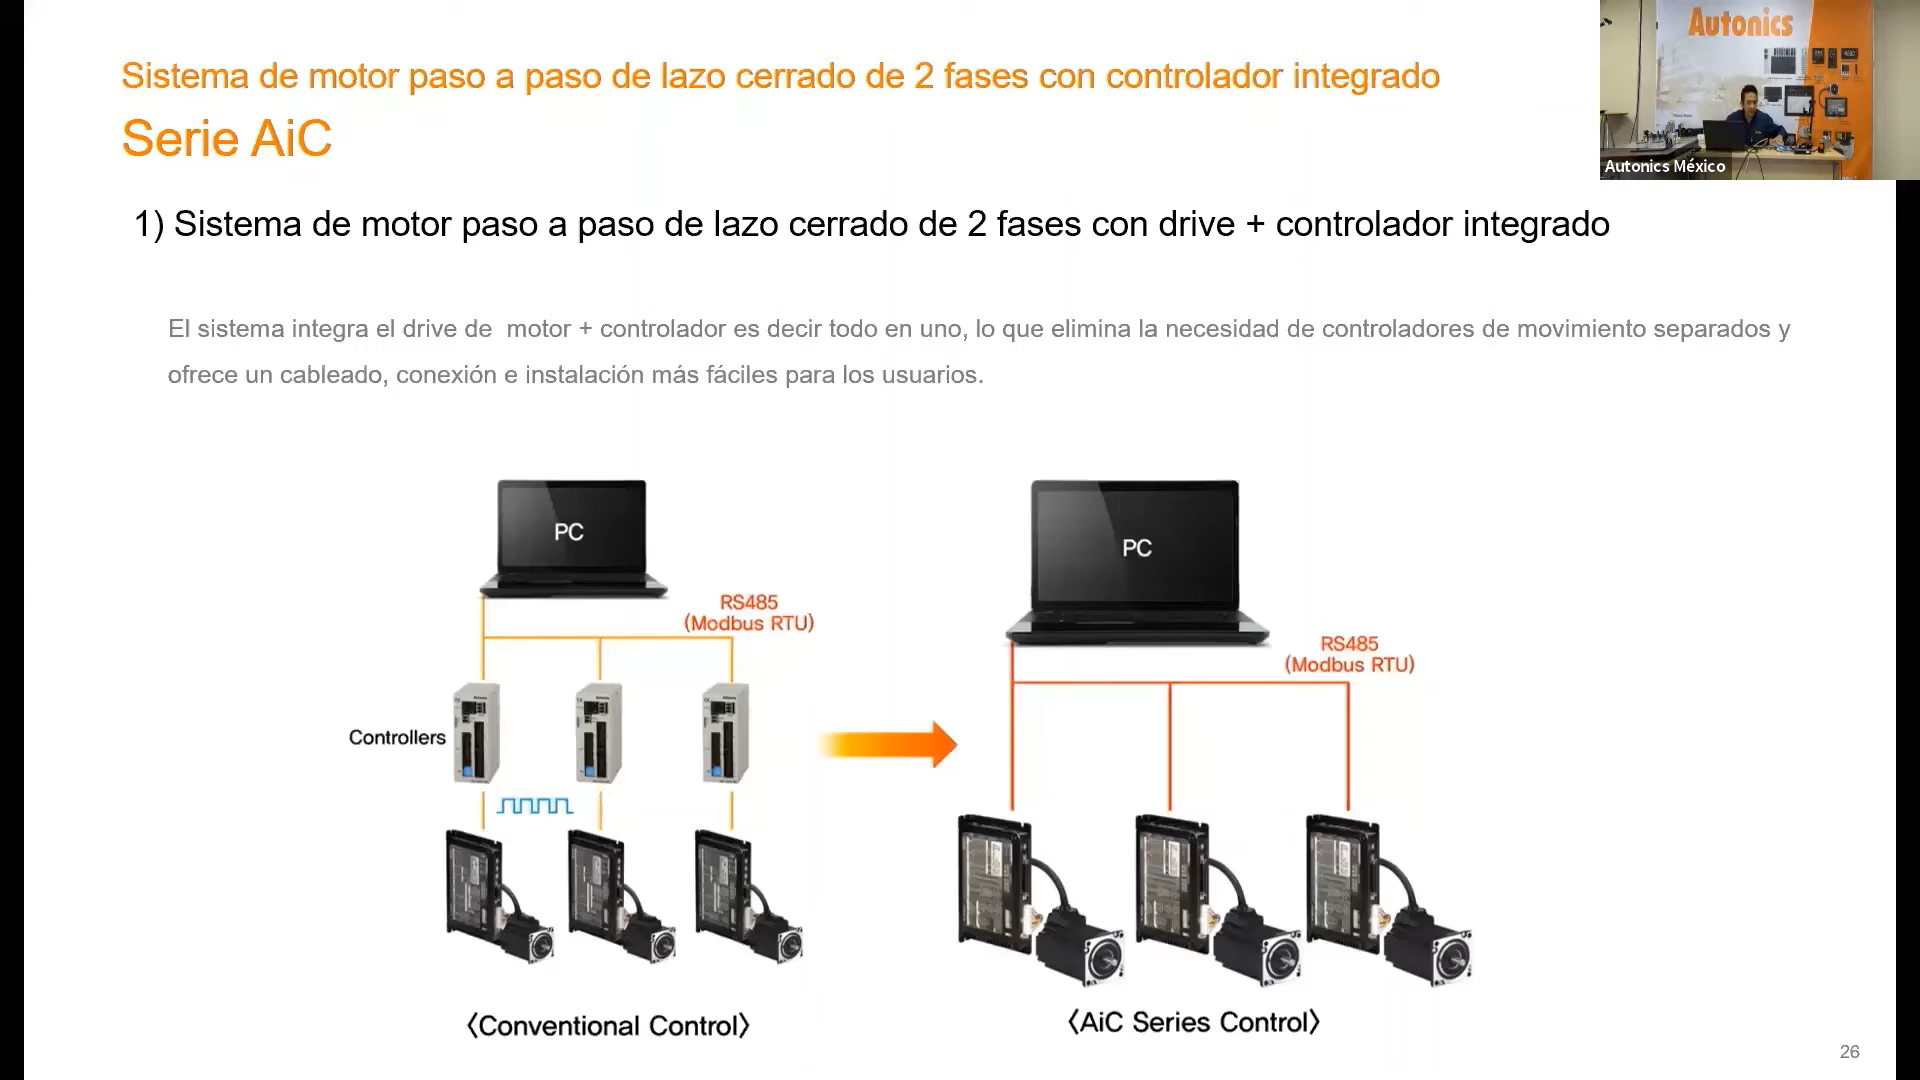 Autonics
Autonics México
Sistema de motor paso a paso de lazo cerrado de 2 fases con controlador integrado
Serie AiC
1) Sistema de motor paso a paso de lazo cerrado de 2 fases con drive + controlador integrado
El sistema integra el drive de  motor + controlador es decir todo en uno, lo que elimina la necesidad de controladores de movimiento separados y
ofrece un cableado, conexión e instalación más fáciles para los usuarios.
PC
RS485
(Modbus RTU)
Controllers
〈Conventional Control〉
PC
RS485
(Modbus RTU)
〈AiC Series Control〉
26